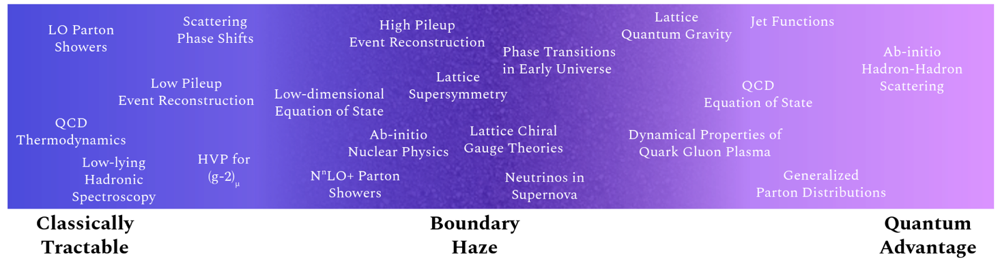 LO Parton
Showers
Scattering
Phase Shifts
High Pileup
Event Reconstruction
Lattice
Quantum Gravity
Jet Functions
Phase Transitions
in Early Universe
Ab-initio
Hadron-Hadron
Scattering
Low Pileup
Event Reconstruction
Low-dimensional
Equation of State
Lattice
Supersymmetry
QCD
Equation of State
QCD
Thermodynamics
Ab-initio
Nuclear Physics
Lattice Chiral
Gauge Theories
Dynamical Properties of
Quark Gluon Plasma
Low-lying
Hadronic
Spectroscopy
HVP for
(g-2)μ
NⁿLO+ Parton
Showers
Neutrinos in
Supernova
Generalized
Parton Distributions
Classically
Tractable
Boundary
Haze
Quantum
Advantage